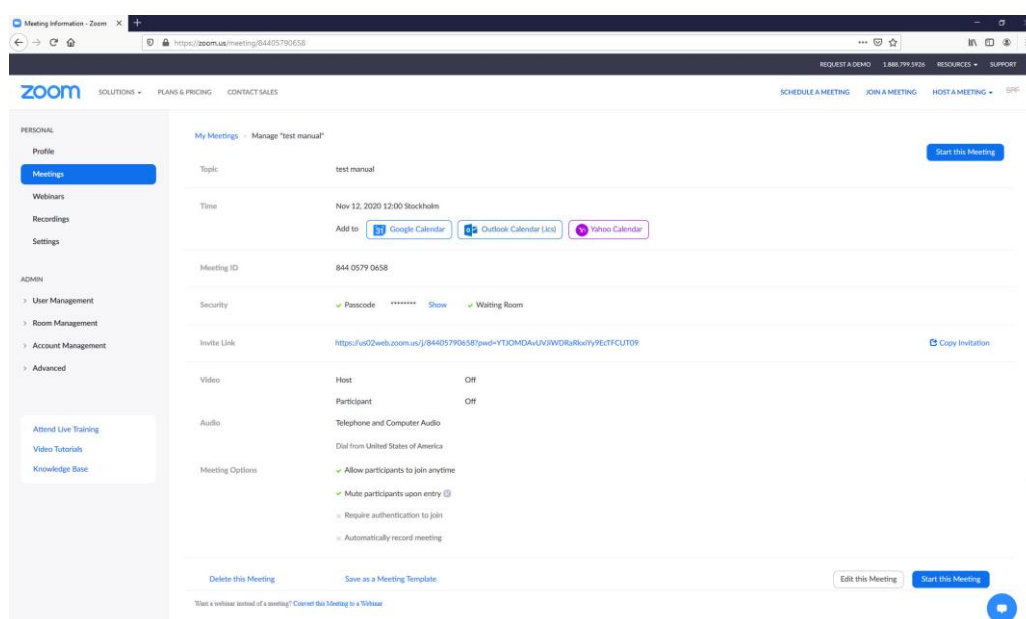 Meeting Information - Zoom
https://zoom.us/meeting/84405790658
REQUEST A DEMO 1.888.799.5926 RESOURCES SUPPORT
zoom SOLUTIONS PLANS & PRICING CONTACT SALES SCHEDULE A MEETING JOIN A MEETING HOST A MEETING
PERSONAL
Profile
Meetings
Webinars
Recordings
Settings
ADMIN
User Management
Room Management
Account Management
Advanced
Attend Live Training
Video Tutorials
Knowledge Base
My Meetings > Manage "test manual"
Start this Meeting
Topic test manual
Time Nov 12, 2020 12:00 Stockholm
Add to Google Calendar Outlook Calendar (.ics) Yahoo Calendar
Meeting ID 844 0579 0658
Security Passcode ******** Show Waiting Room
Invite Link Copy Invitation
Video Host Off
Participant Off
Audio Telephone and Computer Audio
Dial from United States of America
Meeting Options Allow participants to join anytime
Mute participants upon entry
Require authentication to join
Automatically record meeting
Delete this Meeting Save as a Meeting Template Edit this Meeting Start this Meeting
Want a webinar instead of a meeting? Convert this Meeting to a Webinar